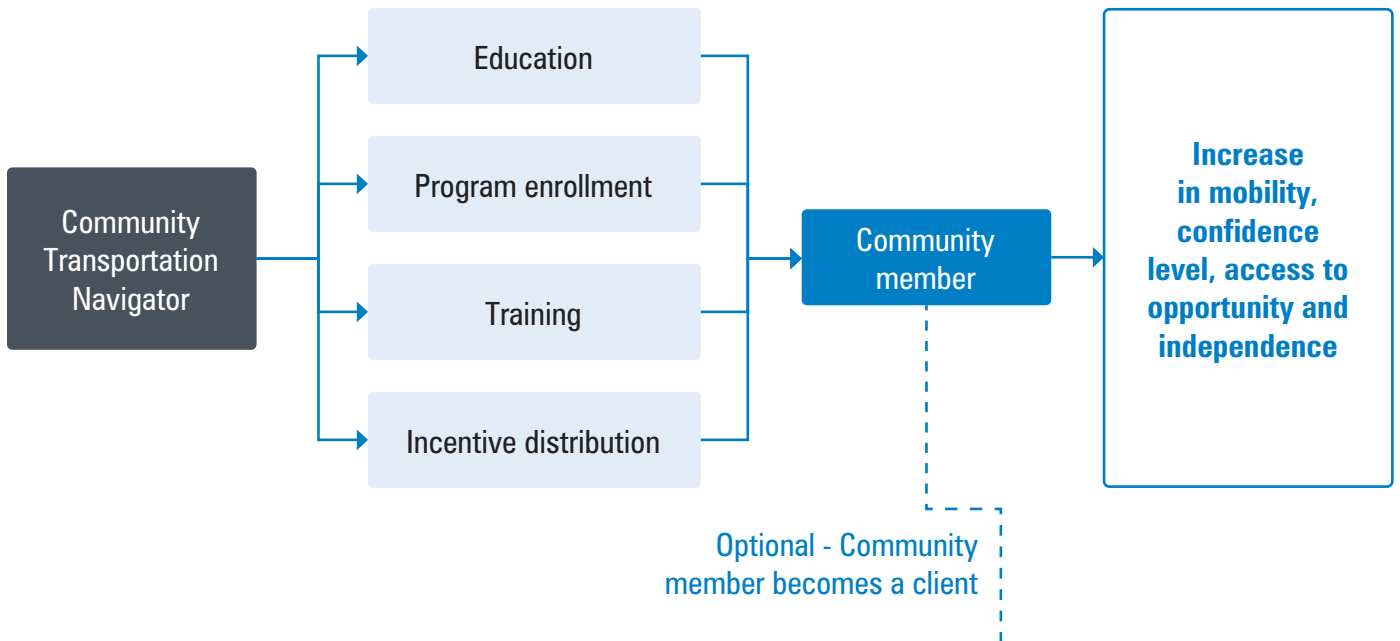 Community
Transportation
Navigator
Education
Program enrollment
Training
Incentive distribution
Community
member
Increase
in mobility,
confidence
level, access to
opportunity and
independence
Optional - Community
member becomes a client